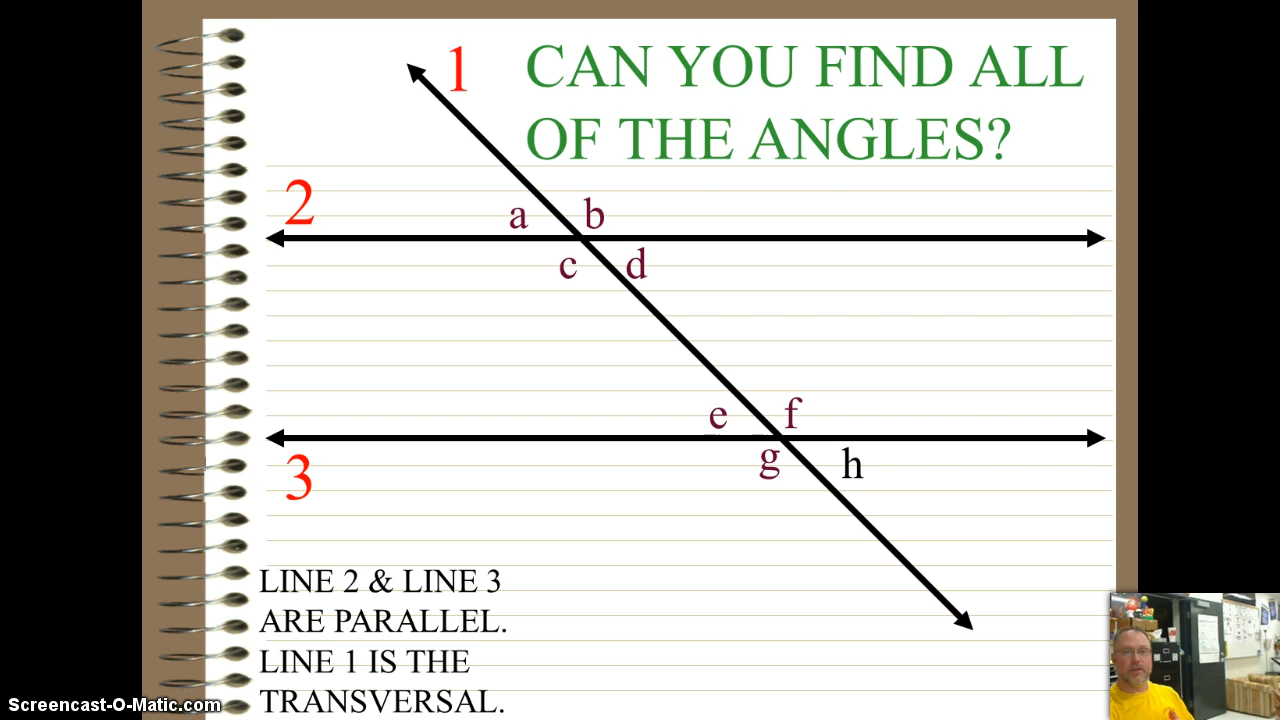 1
CAN YOU FIND ALL
OF THE ANGLES?
2
a b
c d
e f
g h
3
LINE 2 & LINE 3
ARE PARALLEL.
LINE 1 IS THE
TRANSVERSAL.
Screencast-O-Matic.com